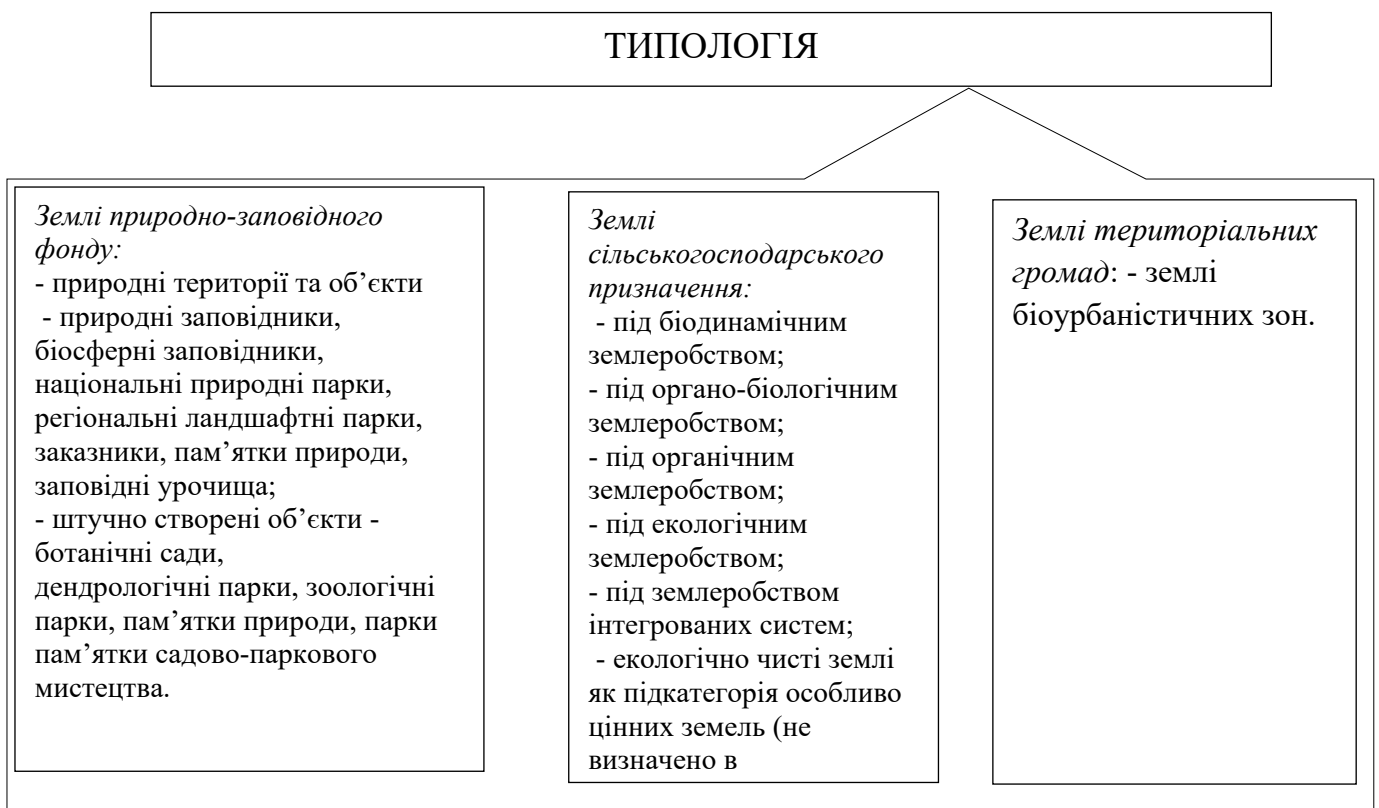 ТИПОЛОГІЯ
Землі природно-заповідного
фонду:
- природні території та об’єкти
- природні заповідники,
біосферні заповідники,
національні природні парки,
регіональні ландшафтні парки,
заказники, пам’ятки природи,
заповідні урочища;
- штучно створені об’єкти -
ботанічні сади,
дендрологічні парки, зоологічні
парки, пам’ятки природи, парки
пам’ятки садово-паркового
мистецтва.
Землі
сільськогосподарського
призначення:
- під біодинамічним
землеробством;
- під органо-біологічним
землеробством;
- під органічним
землеробством;
- під екологічним
землеробством;
- під землеробством
інтегрованих систем;
- екологічно чисті землі
як підкатегорія особливо
цінних земель (не
визначено в
Землі територіальних
громад: - землі
біоурбаністичних зон.